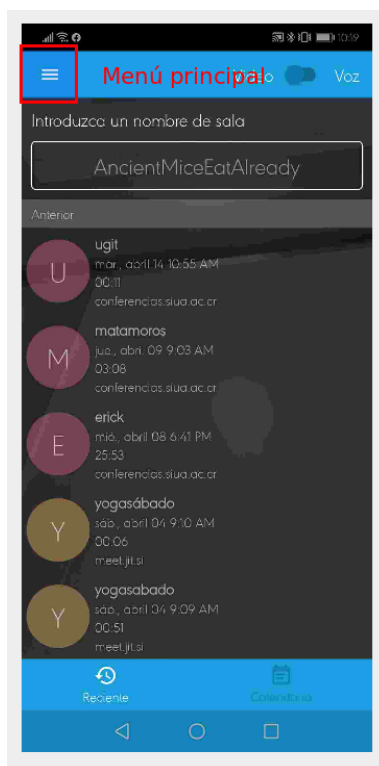 10:59
Menú principal
Video Voz
Introduzca un nombre de sala
AncientMiceEatAlready
Anterior
U
ugit
mar., abril 14 10:55 AM
00:11
conferencias.siua.ac.cr
M
matamoros
jue., abri. 09 9:03 AM
03:08
conferencias.siua.ac.cr
E
erick
mié., abril 08 6:41 PM
25:53
conferencias.siua.ac.cr
Y
yogasábado
sáb., abril 04 9:10 AM
00:06
meet.jit.si
Y
yogasabado
sáb., abril 04 9:09 AM
00:51
meet.jit.si
Reciente
Calendario